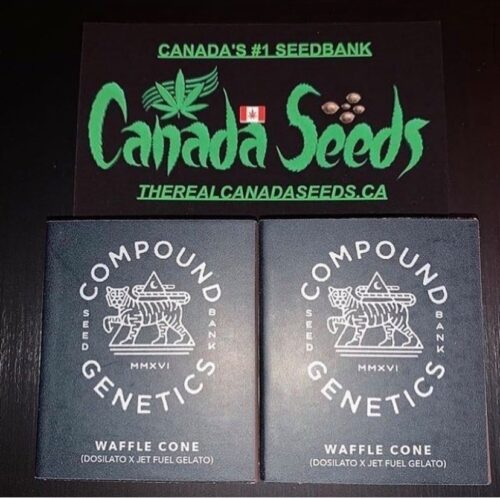 CANADA'S #1 SEEDBANK
Canada Seeds
THEREALCANADASEEDS.CA
COMPOUND
SEED BANK
MMXVI
GENETICS
WAFFLE CONE
(DOSILATO X JET FUEL GELATO)
COMPOUND
SEED BANK
MMXVI
GENETICS
WAFFLE CONE
(DOSILATO X JET FUEL GELATO)